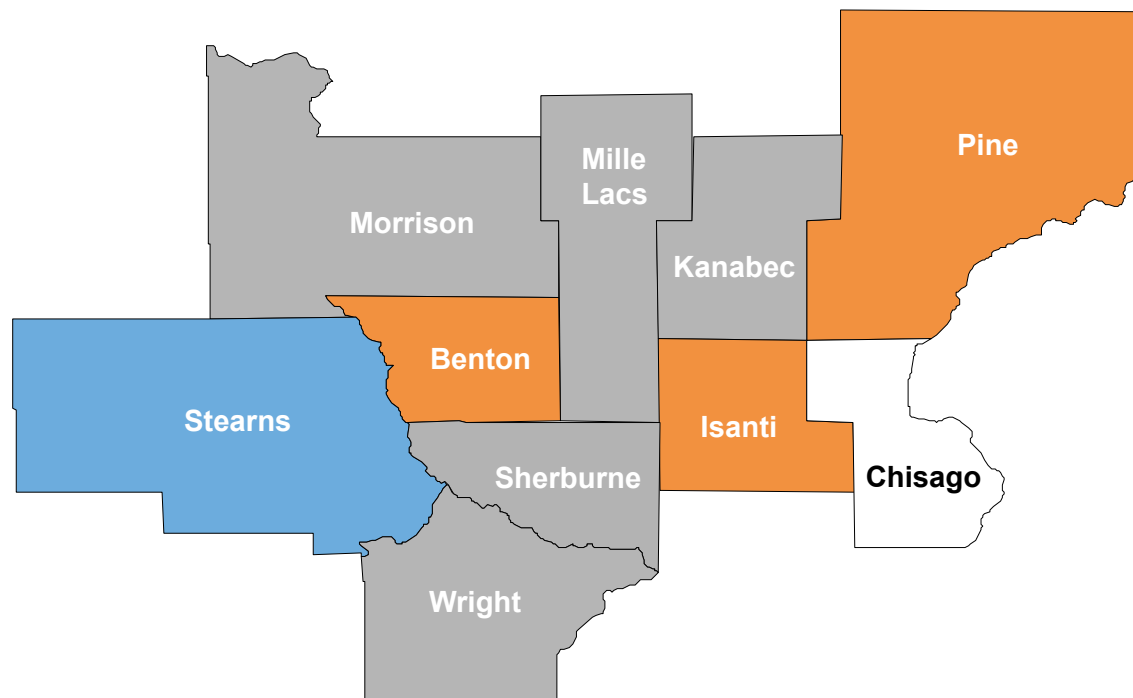 Pine
Mille
Lacs
Morrison
Kanabec
Benton
Stearns
Isanti
Sherburne
Chisago
Wright